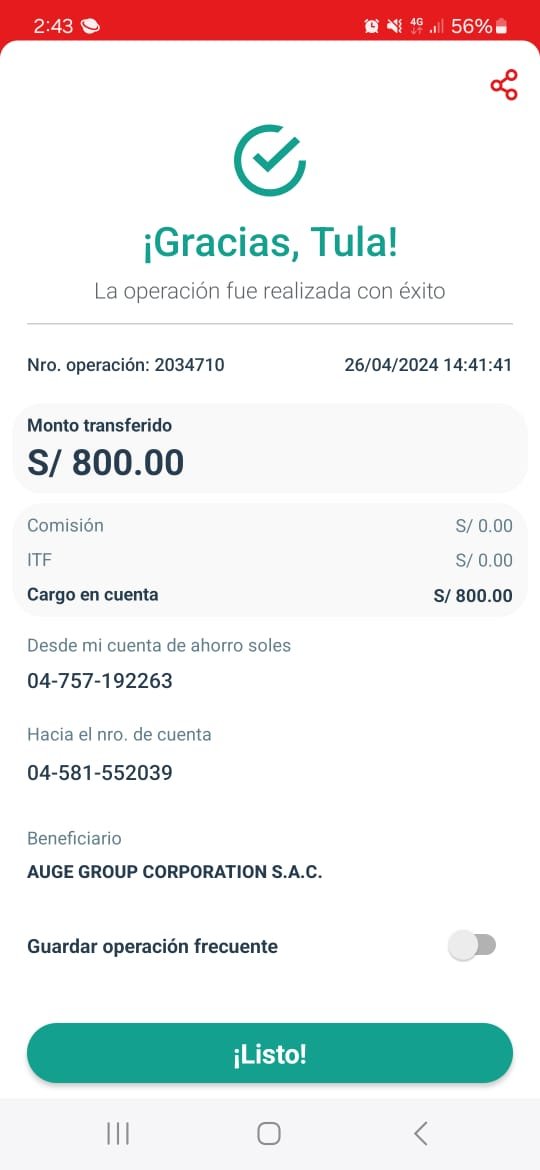 2:43 4G 56%
¡Gracias, Tula!
La operación fue realizada con éxito
Nro. operación: 2034710 26/04/2024 14:41:41
Monto transferido
S/ 800.00
Comisión S/ 0.00
ITF S/ 0.00
Cargo en cuenta S/ 800.00
Desde mi cuenta de ahorro soles
04-757-192263
Hacia el nro. de cuenta
04-581-552039
Beneficiario
AUGE GROUP CORPORATION S.A.C.
Guardar operación frecuente
¡Listo!